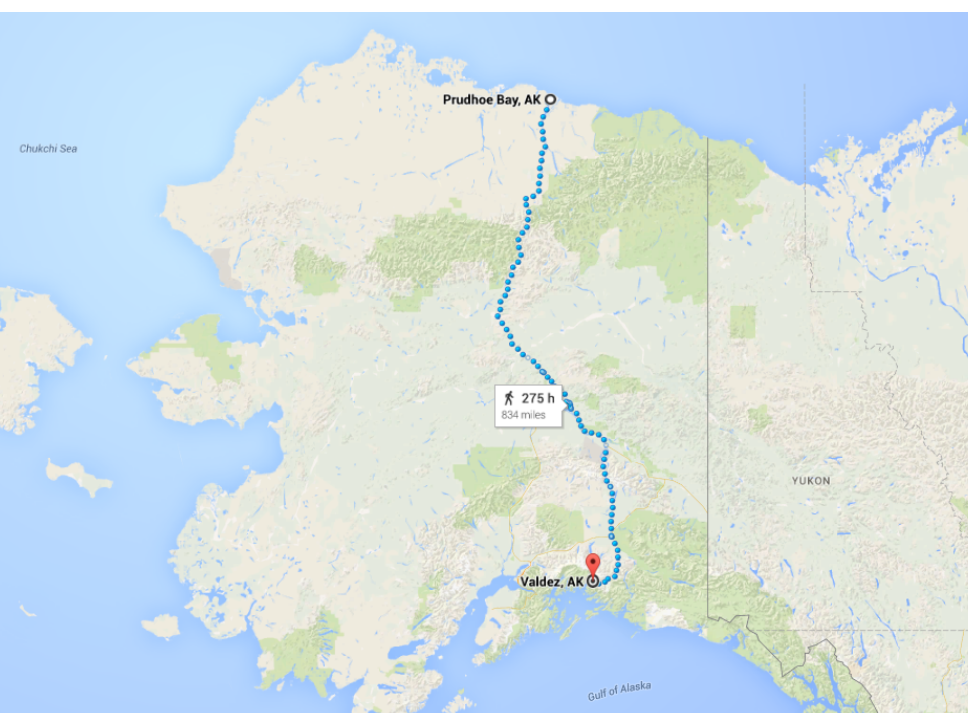 Prudhoe Bay, AK
Chukchi Sea
275 h
834 miles
YUKON
Valdez, AK
Gulf of Alaska